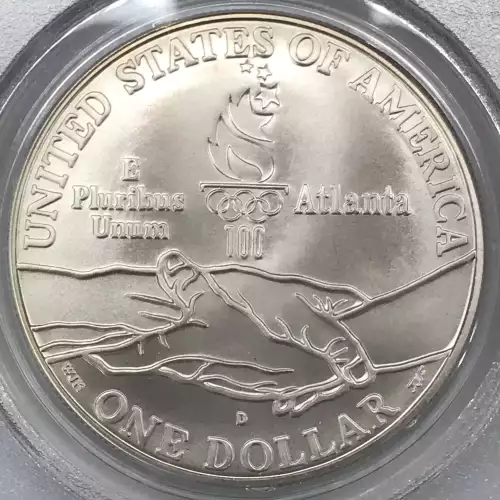 UNITED STATES OF AMERICA
E
Pluribus
Unum
Atlanta
100
D
ONE DOLLAR